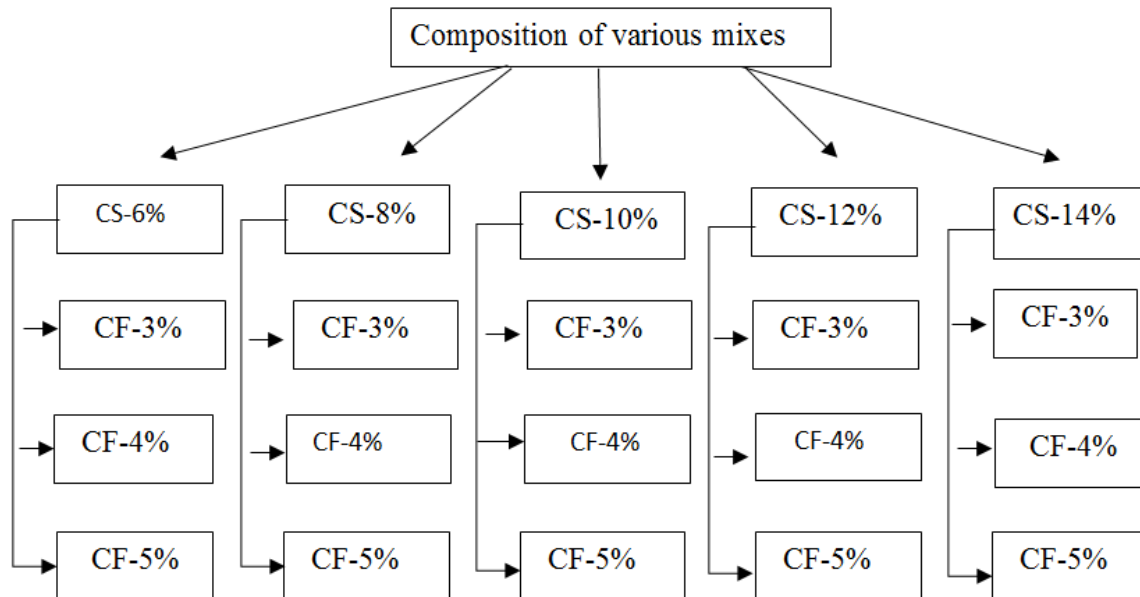 Composition of various mixes
CS-6%
CS-8%
CS-10%
CS-12%
CS-14%
CF-3%
CF-3%
CF-3%
CF-3%
CF-3%
CF-4%
CF-4%
CF-4%
CF-4%
CF-4%
CF-5%
CF-5%
CF-5%
CF-5%
CF-5%